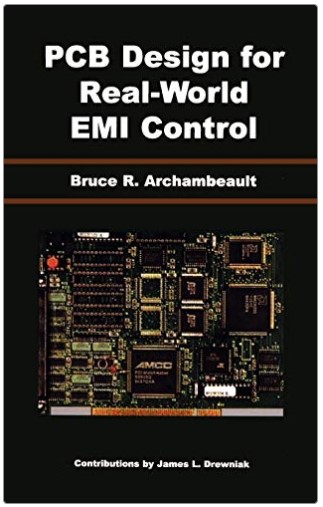 PCB Design for
Real-World
EMI Control
Bruce R. Archambeault
AMCC
Contributions by James L. Drewniak